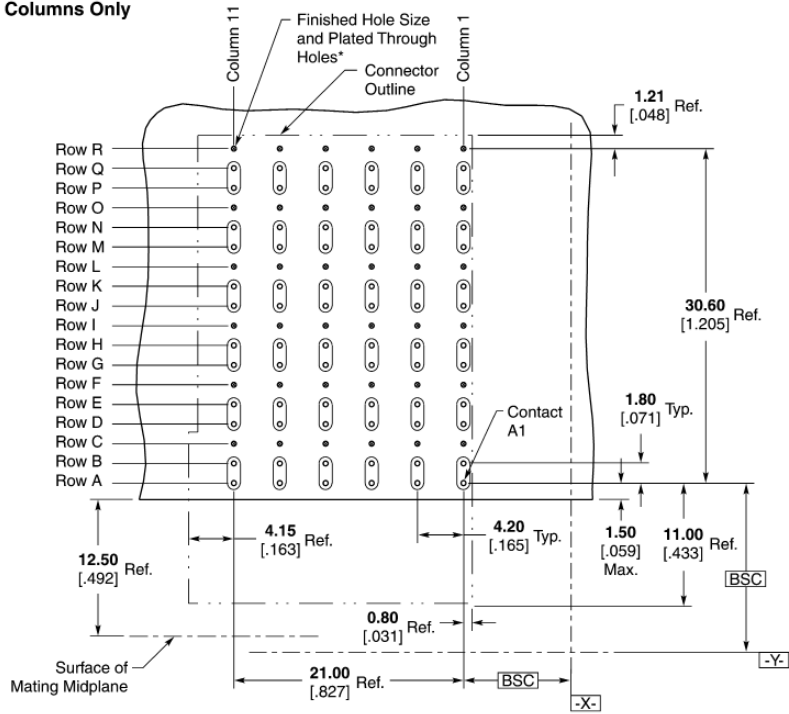 Columns Only
Column 11
Finished Hole Size
and Plated Through
Holes*
Connector
Outline
Column 1
1.21
[.048] Ref.
Row R
Row Q
Row P
Row O
Row N
Row M
Row L
Row K
Row J
Row I
Row H
Row G
Row F
Row E
Row D
Row C
Row B
Row A
30.60
[1.205] Ref.
1.80
[.071] Typ.
Contact
A1
4.15
[.163] Ref.
4.20
[.165] Typ.
1.50
[.059]
Max.
11.00
[.433] Ref.
12.50
[.492] Ref.
BSC
0.80
[.031] Ref.
Surface of
Mating Midplane
21.00
[.827] Ref.
BSC
-Y-
-X-